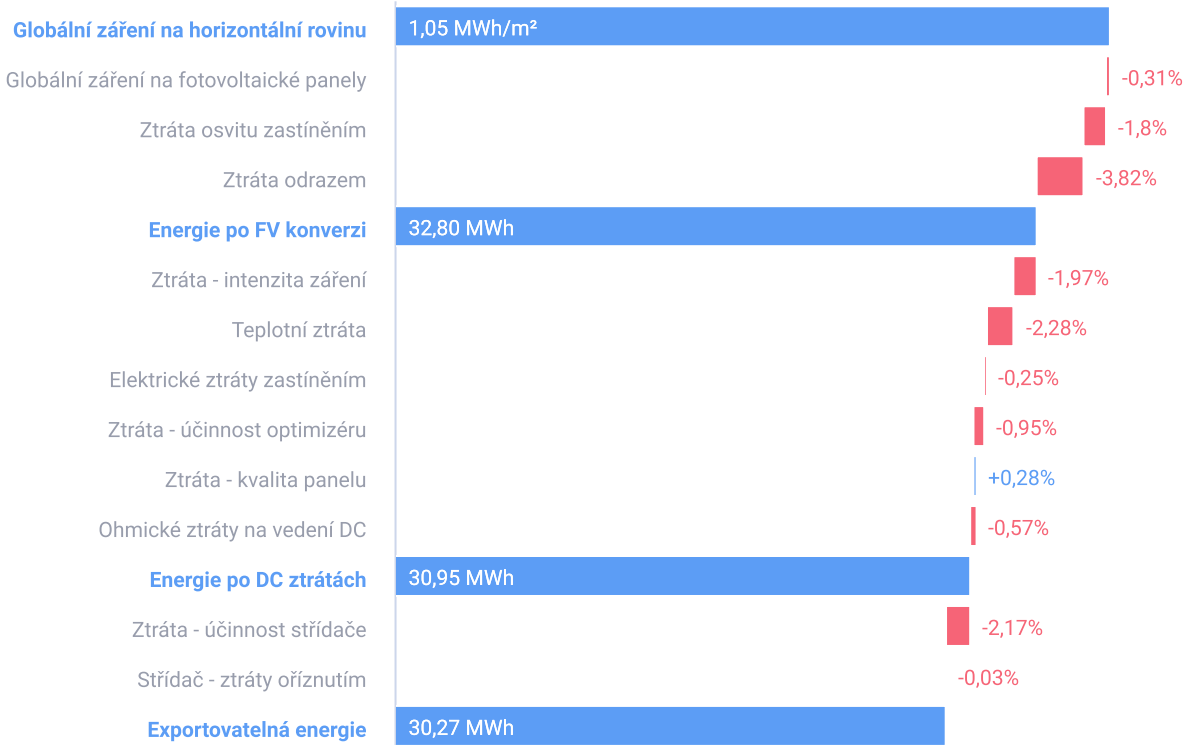 Globální záření na horizontální rovinu 1,05 MWh/m²
Globální záření na fotovoltaické panely -0,31%
Ztráta osvitu zastíněním -1,8%
Ztráta odrazem -3,82%
Energie po FV konverzi 32,80 MWh
Ztráta - intenzita záření -1,97%
Teplotní ztráta -2,28%
Elektrické ztráty zastíněním -0,25%
Ztráta - účinnost optimizéru -0,95%
Ztráta - kvalita panelu +0,28%
Ohmické ztráty na vedení DC -0,57%
Energie po DC ztrátách 30,95 MWh
Ztráta - účinnost střídače -2,17%
Střídač - ztráty oříznutím -0,03%
Exportovatelná energie 30,27 MWh